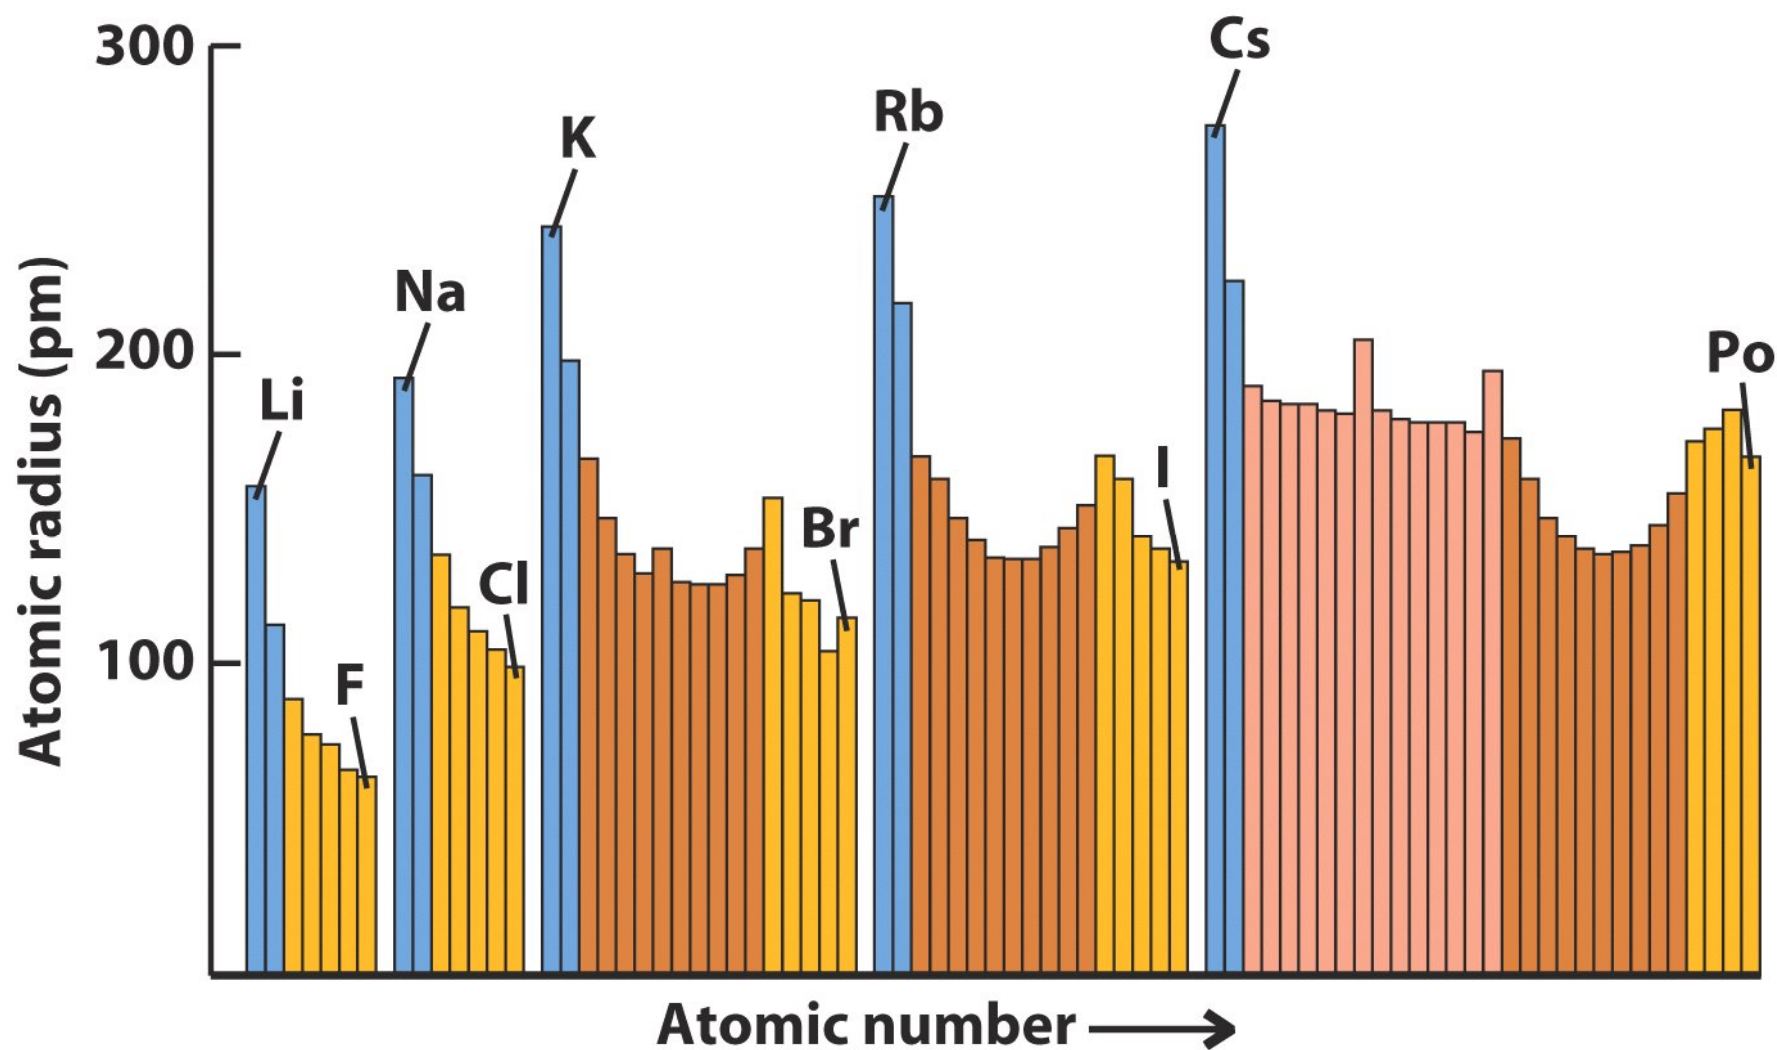 Atomic radius (pm)
300
200
100
Li
F
Na
Cl
K
Br
Rb
I
Cs
Po
Atomic number